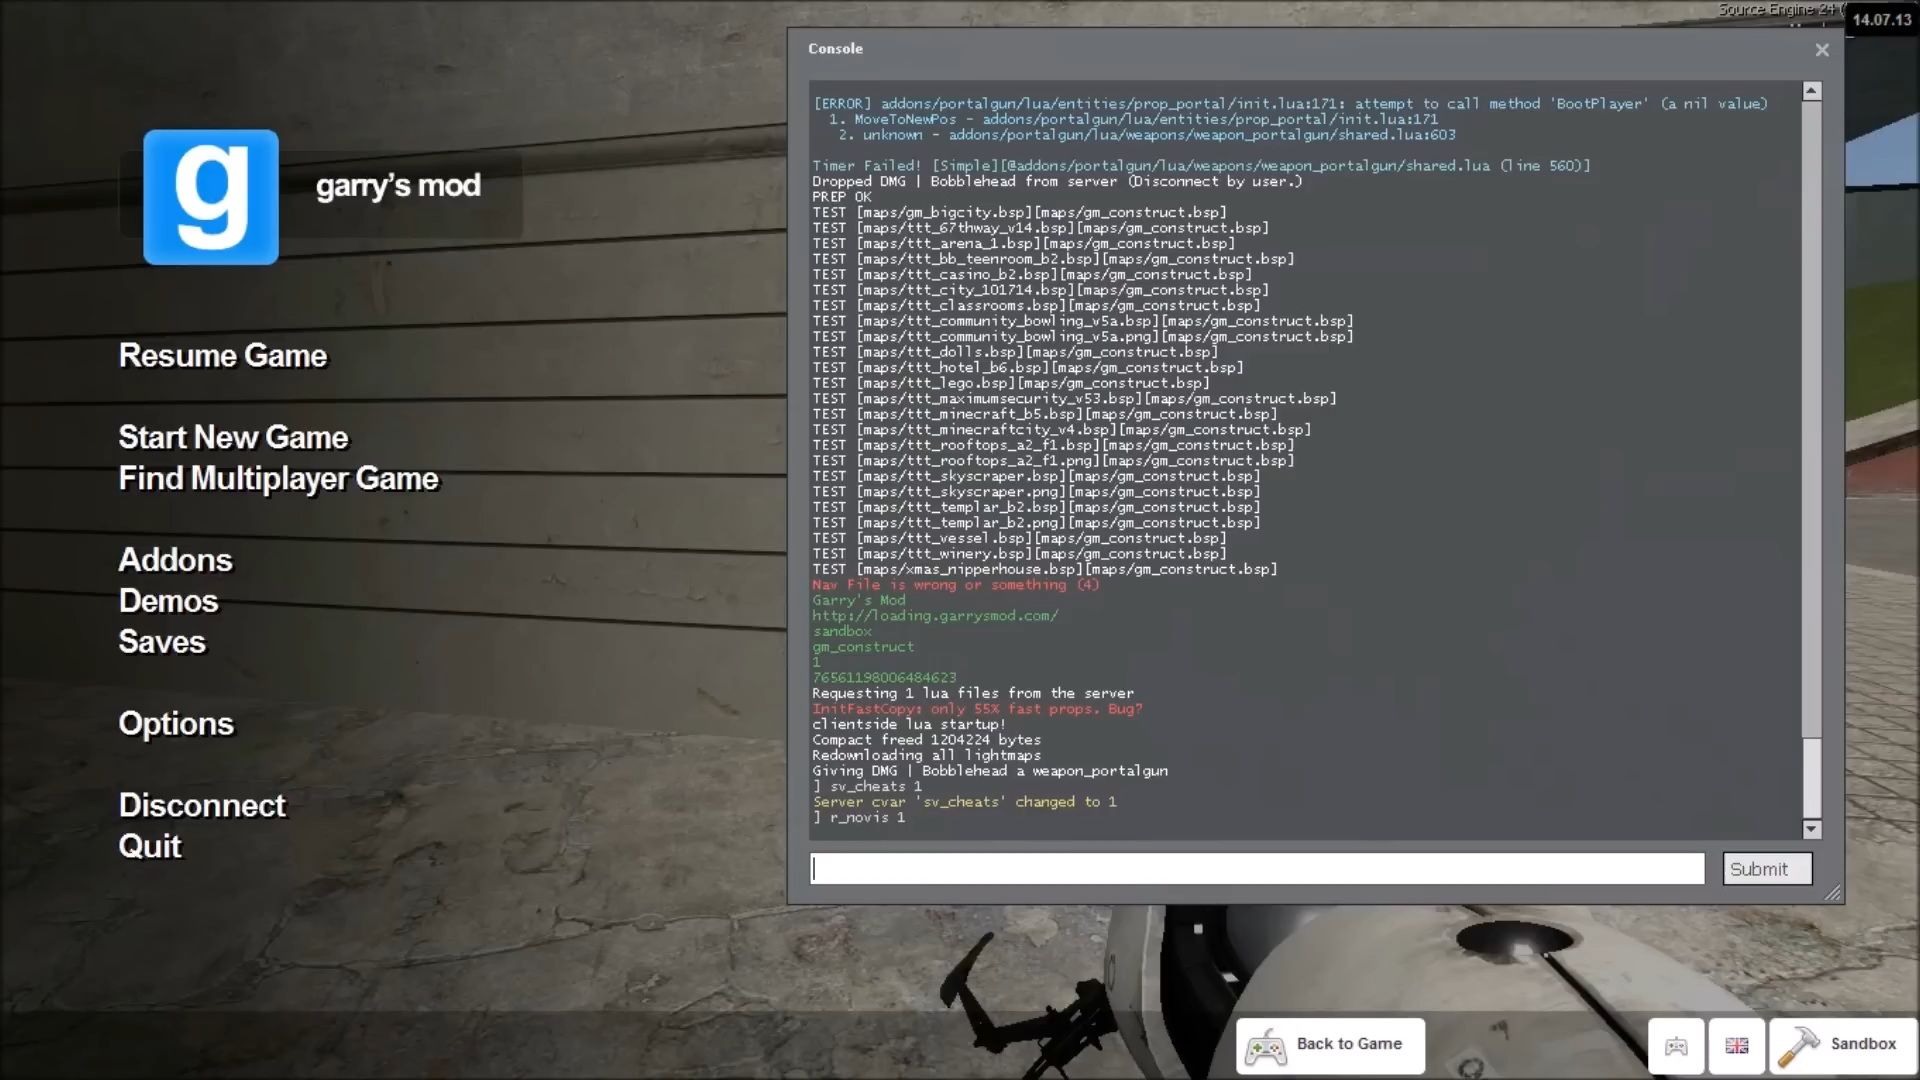 Source Engine 24 (
14.07.13
Console
g
garry's mod
Resume Game
Start New Game
Find Multiplayer Game
Addons
Demos
Saves
Options
Disconnect
Quit
[ERROR] addons/portalgun/lua/entities/prop_portal/init.lua:171: attempt to call method 'BootPlayer' (a nil value)
1. MoveToNewPos - addons/portalgun/lua/entities/prop_portal/init.lua:171
2. unknown - addons/portalgun/lua/weapons/weapon_portalgun/shared.lua:603
Timer Failed! [Simple][@addons/portalgun/lua/weapons/weapon_portalgun/shared.lua (line 560)]
Dropped DMG | Bobblehead from server (Disconnect by user.)
PREP OK
TEST [maps/gm_bigcity.bsp][maps/gm_construct.bsp]
TEST [maps/ttt_67thway_v14.bsp][maps/gm_construct.bsp]
TEST [maps/ttt_arena_1.bsp][maps/gm_construct.bsp]
TEST [maps/ttt_bb_teenroom_b2.bsp][maps/gm_construct.bsp]
TEST [maps/ttt_casino_b2.bsp][maps/gm_construct.bsp]
TEST [maps/ttt_city_101714.bsp][maps/gm_construct.bsp]
TEST [maps/ttt_classrooms.bsp][maps/gm_construct.bsp]
TEST [maps/ttt_community_bowling_v5a.bsp][maps/gm_construct.bsp]
TEST [maps/ttt_community_bowling_v5a.png][maps/gm_construct.bsp]
TEST [maps/ttt_dolls.bsp][maps/gm_construct.bsp]
TEST [maps/ttt_hotel_b6.bsp][maps/gm_construct.bsp]
TEST [maps/ttt_lego.bsp][maps/gm_construct.bsp]
TEST [maps/ttt_maximumsecurity_v53.bsp][maps/gm_construct.bsp]
TEST [maps/ttt_minecraft_b5.bsp][maps/gm_construct.bsp]
TEST [maps/ttt_minecraftcity_v4.bsp][maps/gm_construct.bsp]
TEST [maps/ttt_rooftops_a2_f1.bsp][maps/gm_construct.bsp]
TEST [maps/ttt_rooftops_a2_f1.png][maps/gm_construct.bsp]
TEST [maps/ttt_skyscraper.bsp][maps/gm_construct.bsp]
TEST [maps/ttt_skyscraper.png][maps/gm_construct.bsp]
TEST [maps/ttt_templar_b2.bsp][maps/gm_construct.bsp]
TEST [maps/ttt_templar_b2.png][maps/gm_construct.bsp]
TEST [maps/ttt_vessel.bsp][maps/gm_construct.bsp]
TEST [maps/ttt_winery.bsp][maps/gm_construct.bsp]
TEST [maps/xmas_nipperhouse.bsp][maps/gm_construct.bsp]
Nav File is wrong or something (4)
Garry's Mod
http://loading.garrysmod.com/
sandbox
gm_construct
1
76561198006484623
Requesting 1 lua files from the server
InitFastCopy: only 55% fast props. Bug?
clientside lua startup!
Compact freed 1204224 bytes
Redownloading all lightmaps
Giving DMG | Bobblehead a weapon_portalgun
] sv_cheats 1
Server cvar 'sv_cheats' changed to 1
] r_novis 1
Submit
Back to Game
Sandbox